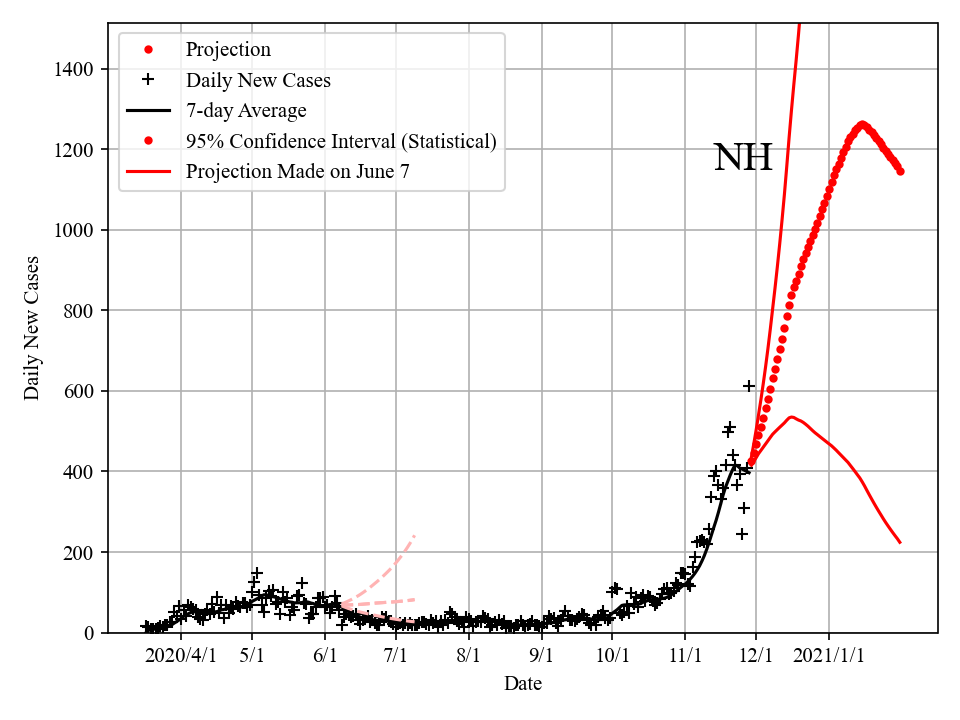 Projection
Daily New Cases
7-day Average
95% Confidence Interval (Statistical)
Projection Made on June 7
NH
Daily New Cases
1400
1200
1000
800
600
400
200
0
2020/4/1 5/1 6/1 7/1 8/1 9/1 10/1 11/1 12/1 2021/1/1
Date